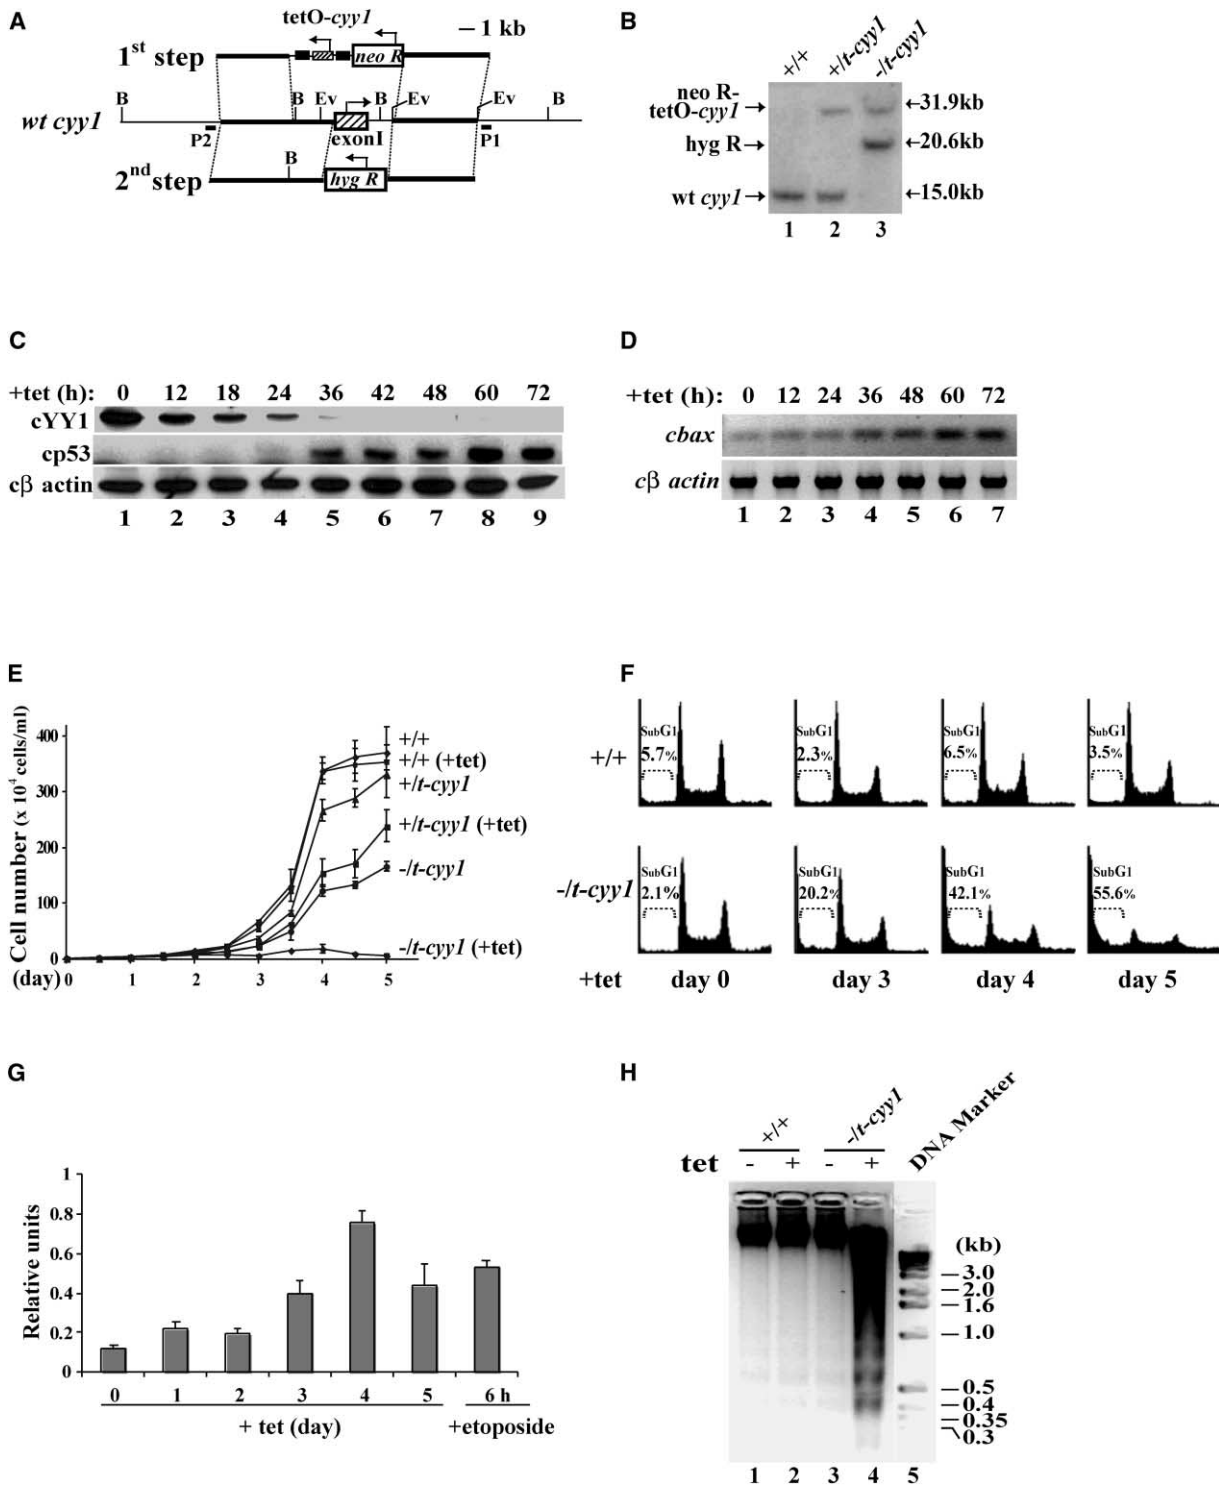 A
tetO-cyy1
1 kb
1st step
neo R
B
B Ev B Ev B
wt cyy1
P2 exonI P1
B
2nd step
hyg R
B
+/+ +/t-cyy1 -/t-cyy1
neo R-
tetO-cyy1 31.9kb
hyg R 20.6kb
wt cyy1 15.0kb
1 2 3
C
+tet (h): 0 12 18 24 36 42 48 60 72
cYY1
cp53
cβ actin
1 2 3 4 5 6 7 8 9
D
+tet (h): 0 12 24 36 48 60 72
cbax
cβ actin
1 2 3 4 5 6 7
E
Cell number (x 10⁴ cells/ml)
400
300
200
100
0
(day) 0 1 2 3 4 5
+/+
+/+ (+tet)
+/t-cyy1
+/t-cyy1 (+tet)
-/t-cyy1
-/t-cyy1 (+tet)
F
+/+
SubG1 SubG1 SubG1 SubG1
5.7% 2.3% 6.5% 3.5%
-/t-cyy1
SubG1 SubG1 SubG1 SubG1
2.1% 20.2% 42.1% 55.6%
+tet day 0 day 3 day 4 day 5
G
Relative units
1
0.8
0.6
0.4
0.2
0
0 1 2 3 4 5 6 h
+ tet (day) +etoposide
H
+/+ -/t-cyy1 DNA Marker
tet - + - +
(kb)
3.0
2.0
1.6
1.0
0.5
0.4
0.35
0.3
1 2 3 4 5